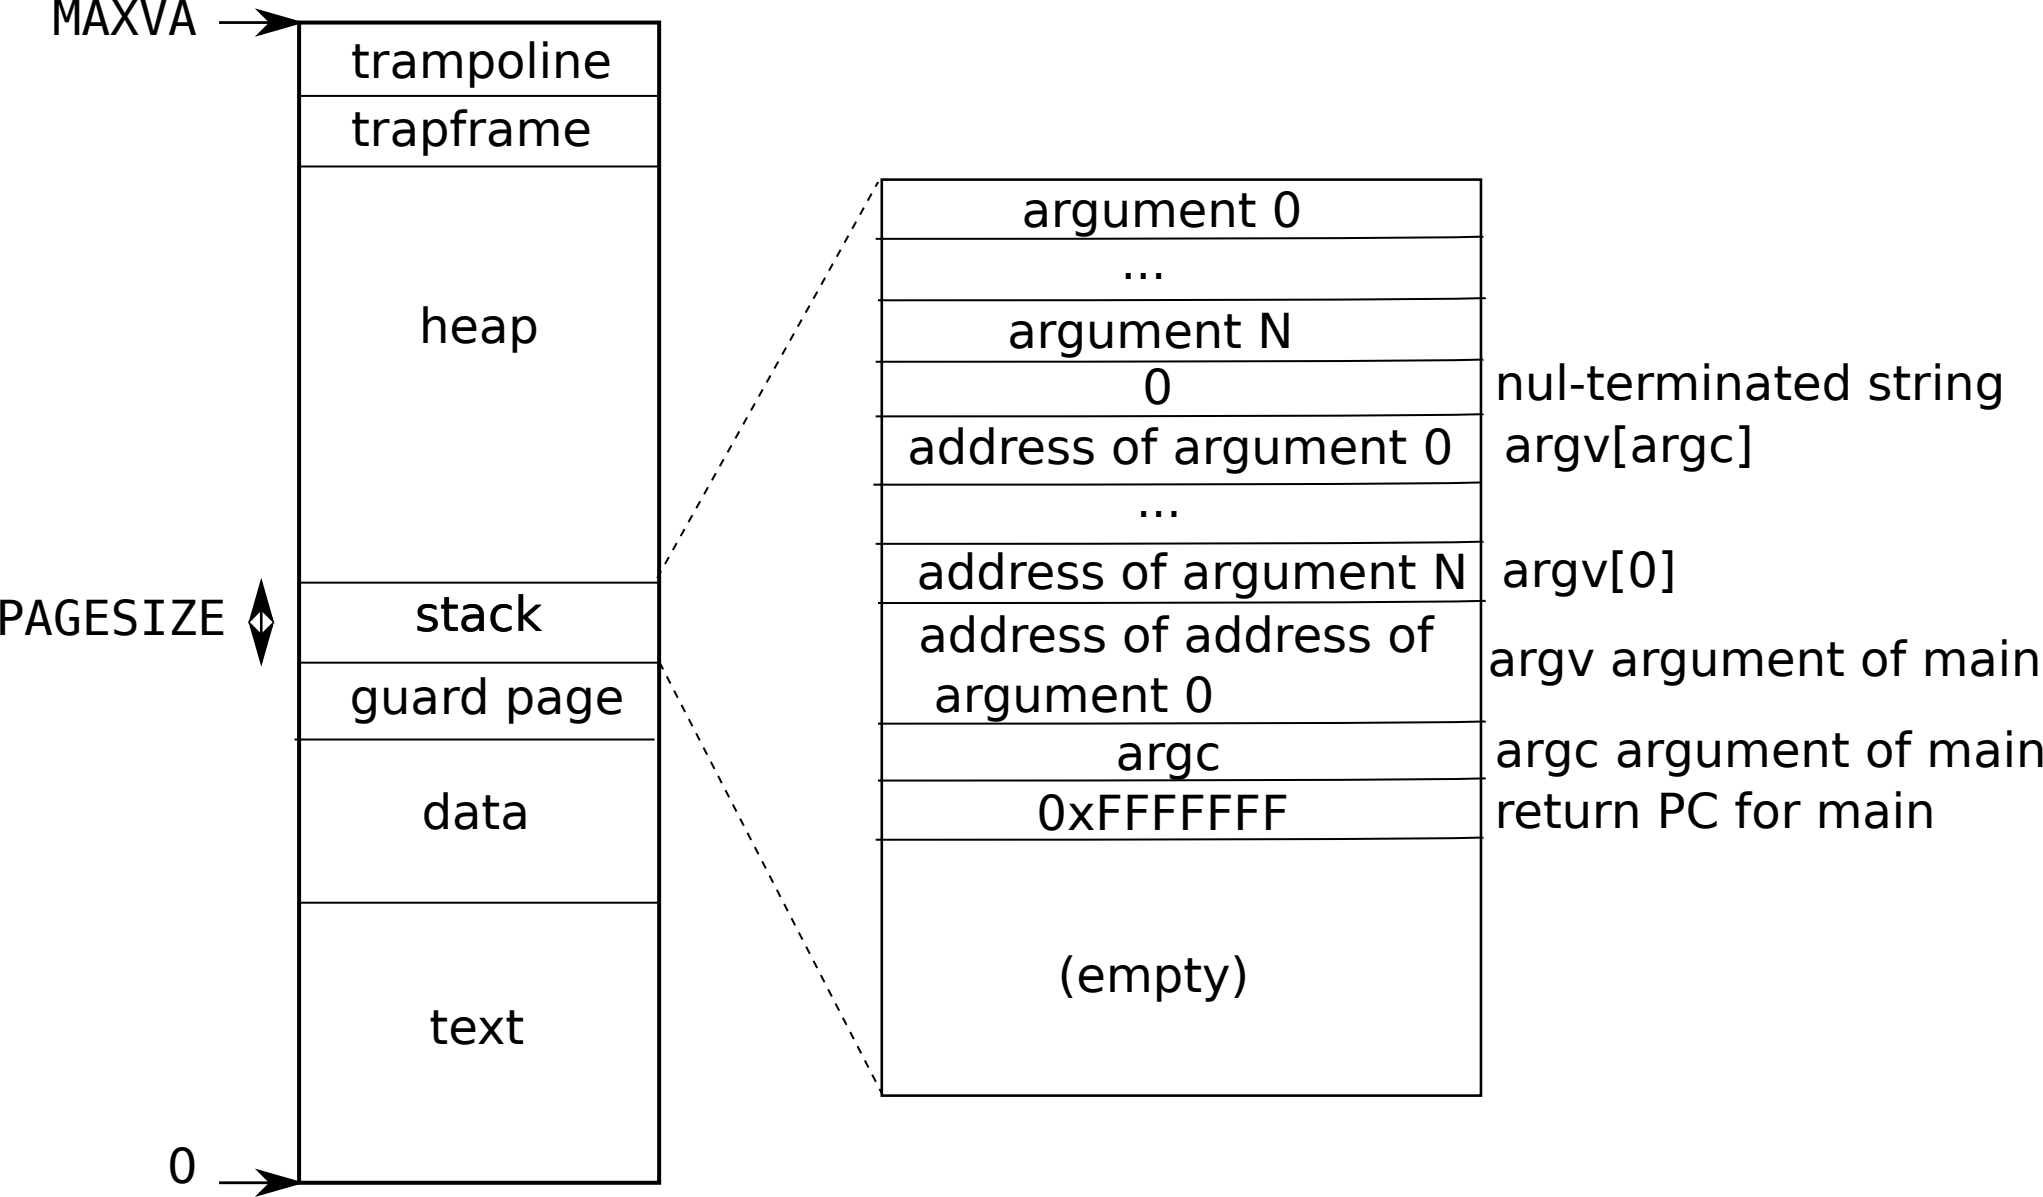 MAXVA
trampoline
trapframe
heap
PAGESIZE
stack
guard page
data
text
0
argument 0
...
argument N
0 nul-terminated string
address of argument 0 argv[argc]
...
address of argument N argv[0]
address of address of
argument 0
argv argument of main
argc argc argument of main
0xFFFFFFF return PC for main
(empty)